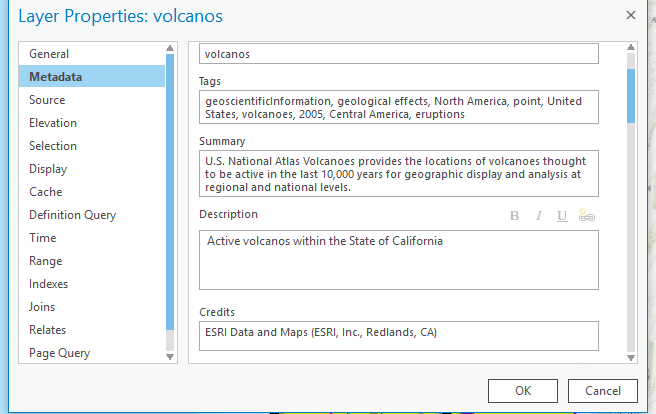 Layer Properties: volcanos
General
Metadata
Source
Elevation
Selection
Display
Cache
Definition Query
Time
Range
Indexes
Joins
Relates
Page Query
volcanos
Tags
geoscientificInformation, geological effects, North America, point, United
States, volcanoes, 2005, Central America, eruptions
Summary
U.S. National Atlas Volcanoes provides the locations of volcanoes thought
to be active in the last 10,000 years for geographic display and analysis at
regional and national levels.
Description
B I U
Active volcanos within the State of California
Credits
ESRI Data and Maps (ESRI, Inc., Redlands, CA)
OK
Cancel